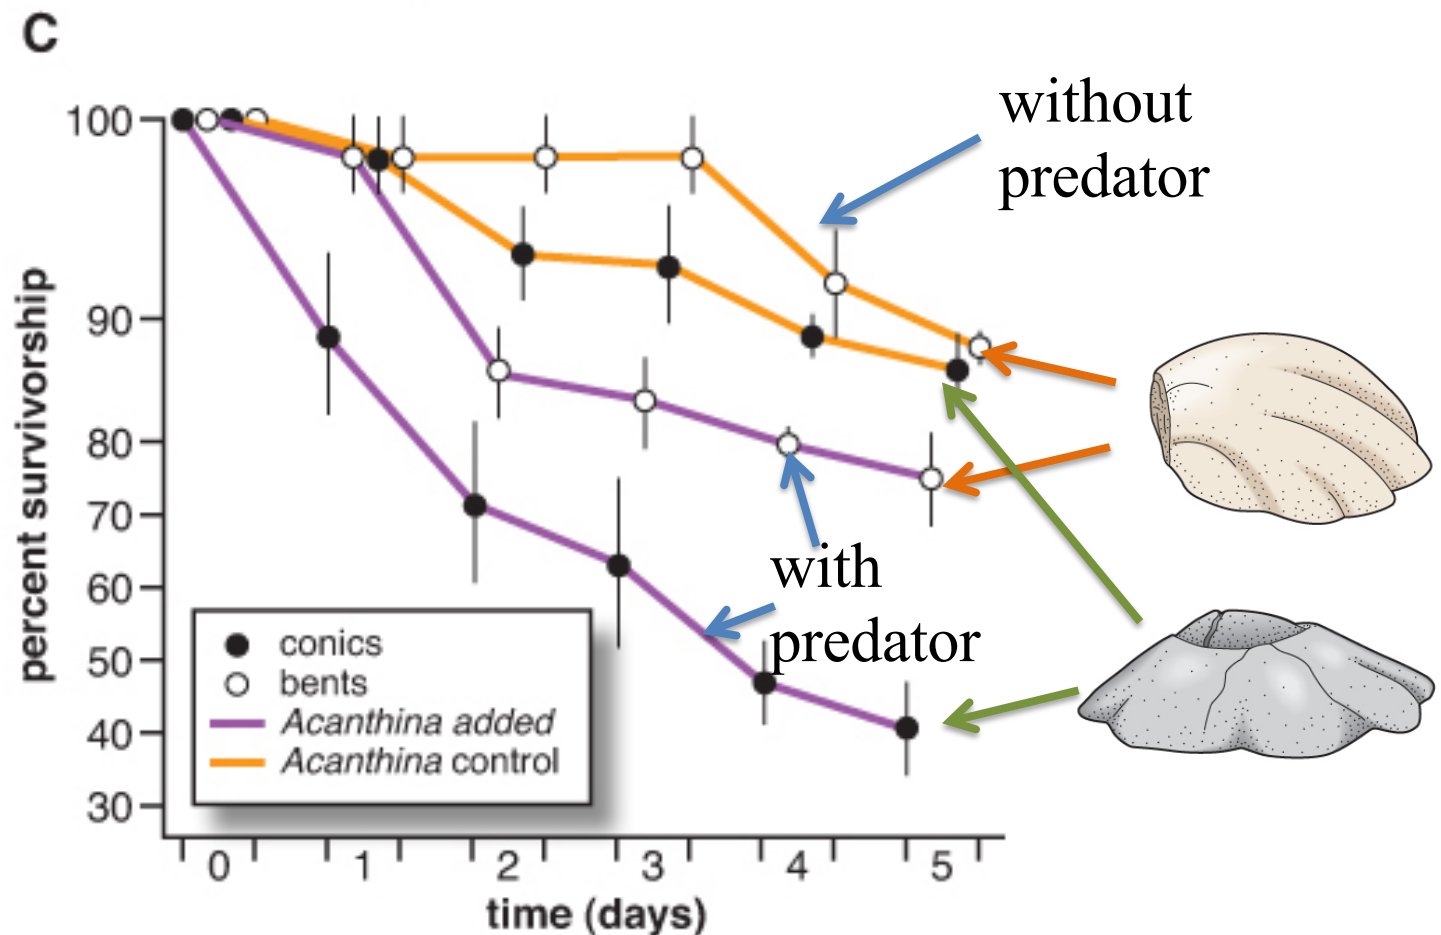 C
without
predator
100
90
80
70
60
50
40
30
percent survivorship
with
predator
conics
bents
Acanthina added
Acanthina control
0 1 2 3 4 5
time (days)